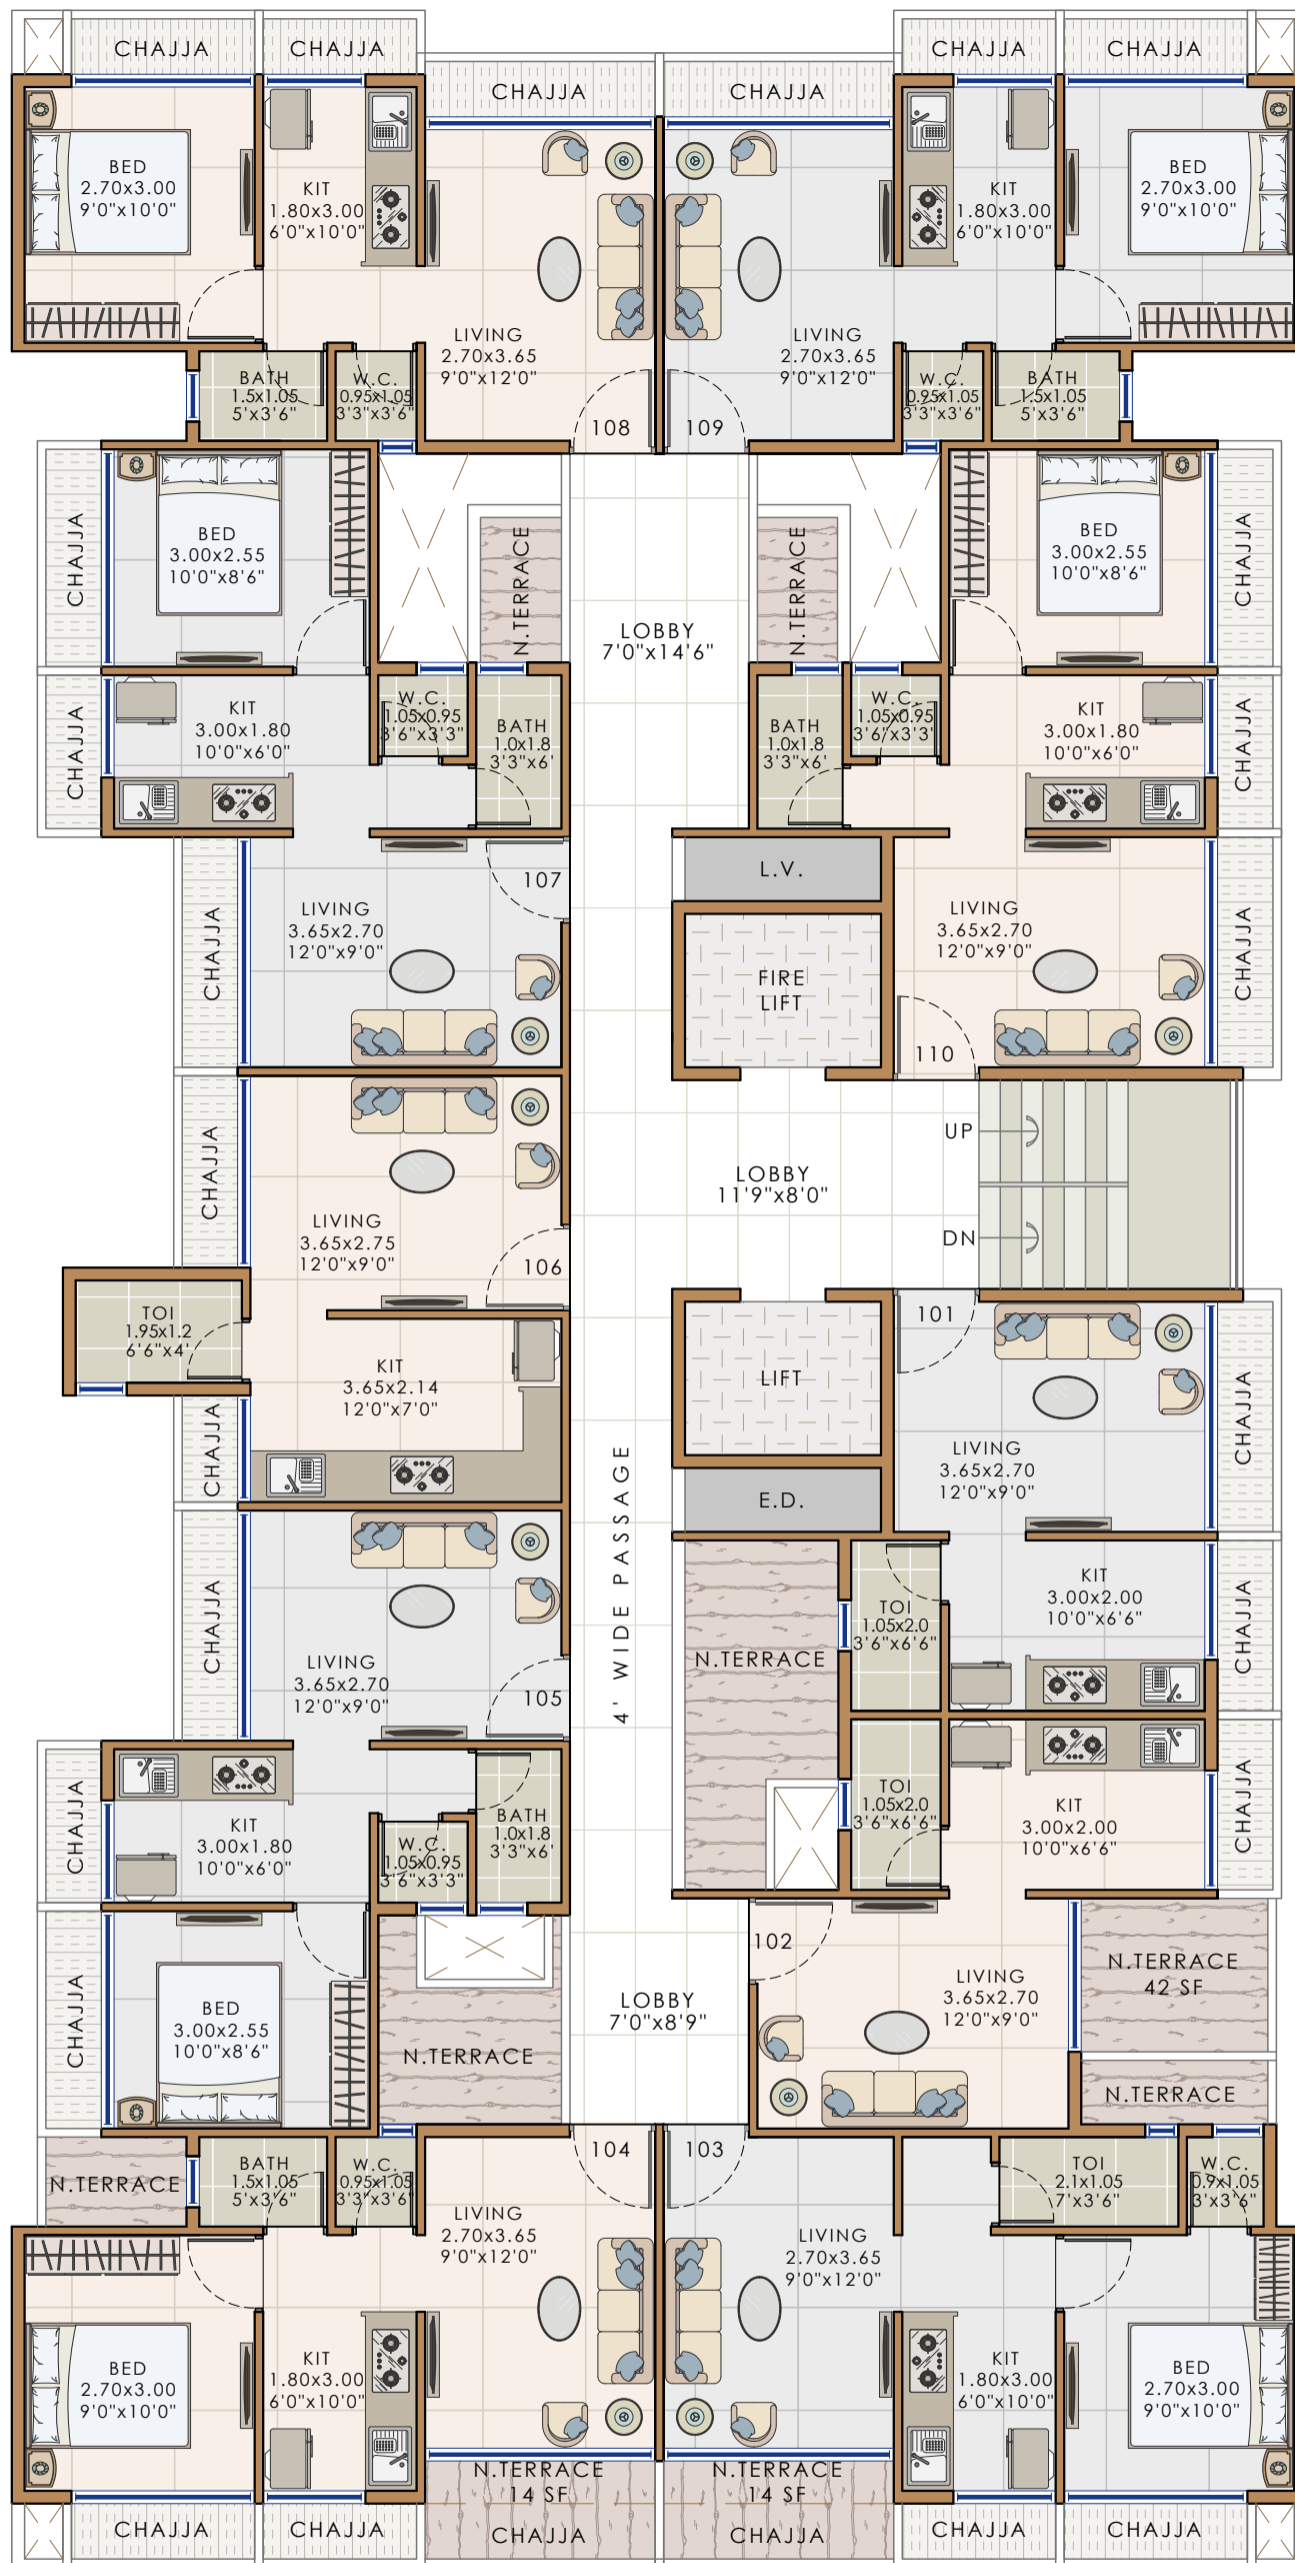 CHAJJA
CHAJJA
CHAJJA
CHAJJA
CHAJJA
CHAJJA
BED
2.70x3.00
9'0"x10'0"
KIT
1.80x3.00
6'0"x10'0"
KIT
1.80x3.00
6'0"x10'0"
BED
2.70x3.00
9'0"x10'0"
LIVING
2.70x3.65
9'0"x12'0"
LIVING
2.70x3.65
9'0"x12'0"
BATH
1.5x1.05
5'x3'6"
W.C.
0.95x1.05
3'3"x3'6"
108
109
W.C.
0.95x1.05
3'3"x3'6"
BATH
1.5x1.05
5'x3'6"
CHAJJA
BED
3.00x2.55
10'0"x8'6"
N.TERRACE
LOBBY
7'0"x14'6"
N.TERRACE
BED
3.00x2.55
10'0"x8'6"
CHAJJA
CHAJJA
KIT
3.00x1.80
10'0"x6'0"
W.C.
1.05x0.95
3'6"x3'3"
BATH
1.0x1.8
3'3"x6'
BATH
1.0x1.8
3'3"x6'
W.C.
1.05x0.95
3'6"x3'3"
KIT
3.00x1.80
10'0"x6'0"
CHAJJA
107
L.V.
CHAJJA
LIVING
3.65x2.70
12'0"x9'0"
LIVING
3.65x2.70
12'0"x9'0"
CHAJJA
FIRE
LIFT
110
CHAJJA
LIVING
3.65x2.75
12'0"x9'0"
106
LOBBY
11'9"x8'0"
UP
DN
TOI
1.95x1.2
6'6"x4'
101
CHAJJA
KIT
3.65x2.14
12'0"x7'0"
LIFT
LIVING
3.65x2.70
12'0"x9'0"
CHAJJA
4' WIDE PASSAGE
E.D.
CHAJJA
LIVING
3.65x2.70
12'0"x9'0"
105
N.TERRACE
TOI
1.05x2.0
3'6"x6'6"
KIT
3.00x2.00
10'0"x6'6"
CHAJJA
CHAJJA
KIT
3.00x1.80
10'0"x6'0"
W.C.
1.05x0.95
3'6"x3'3"
BATH
1.0x1.8
3'3"x6'
TOI
1.05x2.0
3'6"x6'6"
KIT
3.00x2.00
10'0"x6'6"
CHAJJA
CHAJJA
BED
3.00x2.55
10'0"x8'6"
N.TERRACE
LOBBY
7'0"x8'9"
102
LIVING
3.65x2.70
12'0"x9'0"
N.TERRACE
42 SF
N.TERRACE
N.TERRACE
BATH
1.5x1.05
5'x3'6"
W.C.
0.95x1.05
3'3"x3'6"
104
103
TOI
2.1x1.05
7'x3'6"
W.C.
0.9x1.05
3'x3'6"
LIVING
2.70x3.65
9'0"x12'0"
LIVING
2.70x3.65
9'0"x12'0"
BED
2.70x3.00
9'0"x10'0"
KIT
1.80x3.00
6'0"x10'0"
KIT
1.80x3.00
6'0"x10'0"
BED
2.70x3.00
9'0"x10'0"
N.TERRACE
14 SF
N.TERRACE
14 SF
CHAJJA
CHAJJA
CHAJJA
CHAJJA
CHAJJA
CHAJJA